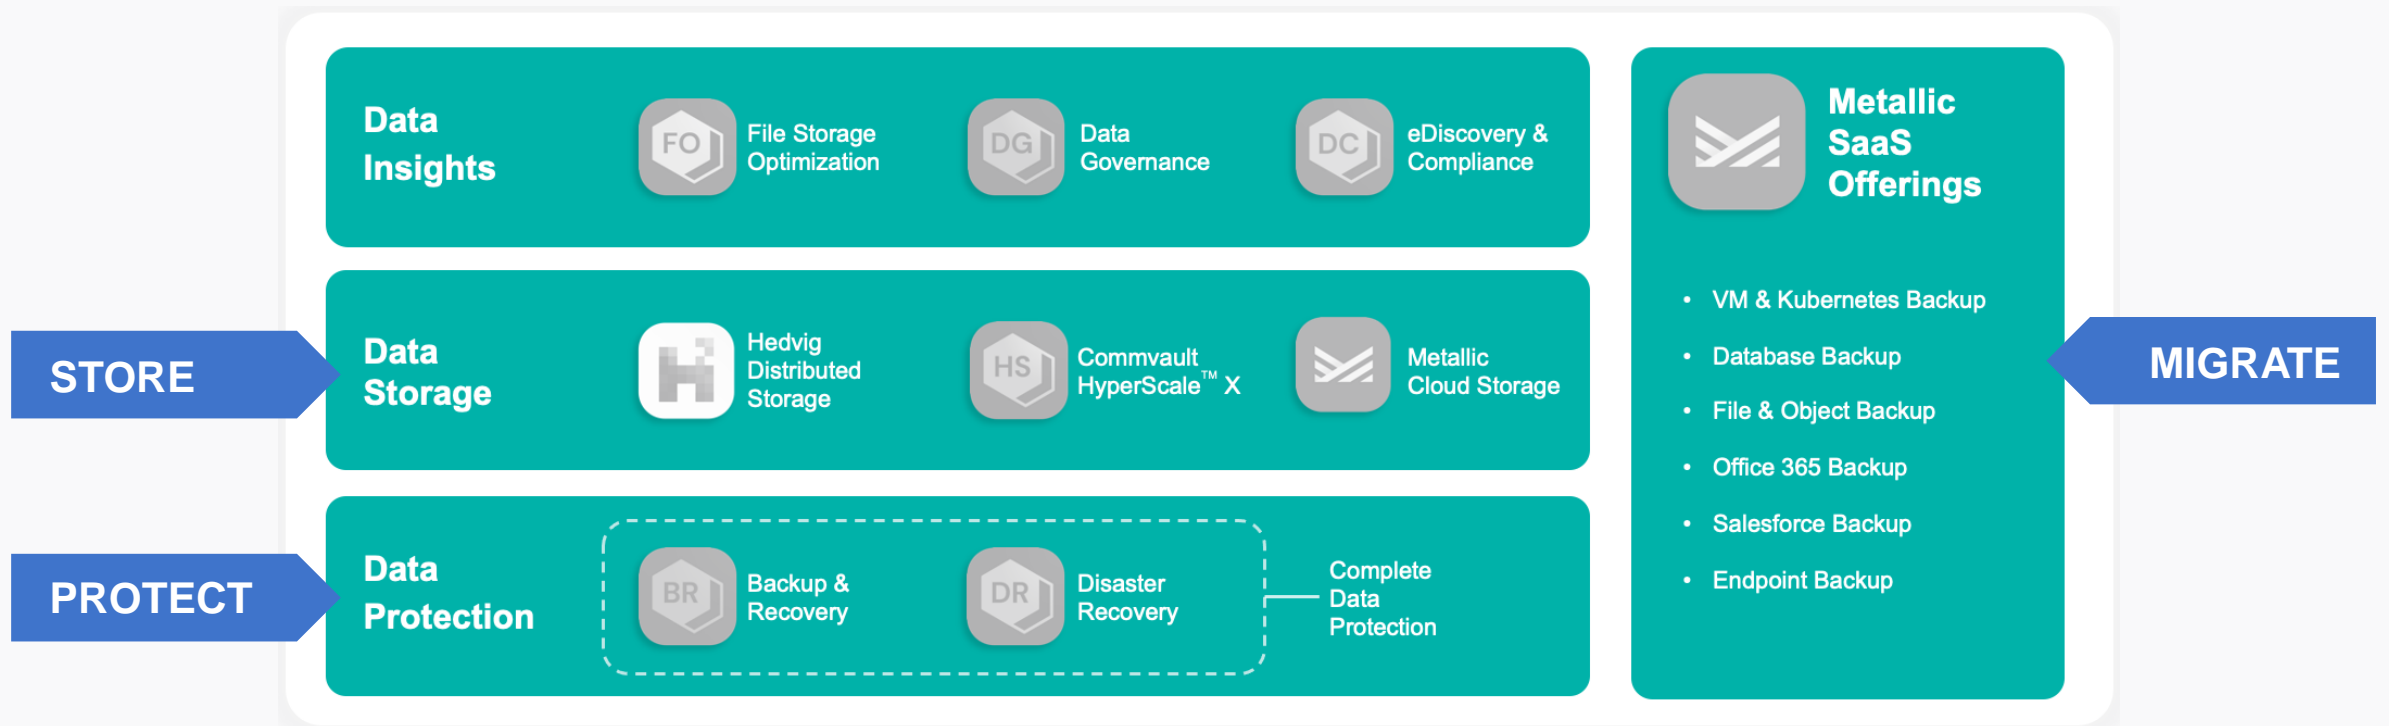 Data
Insights
FO
File Storage
Optimization
DG
Data
Governance
DC
eDiscovery &
Compliance
STORE
Data
Storage
H
Hedvig
Distributed
Storage
HS
Commvault
HyperScale™ X
Metallic
Cloud Storage
PROTECT
Data
Protection
BR
Backup &
Recovery
DR
Disaster
Recovery
Complete
Data
Protection
Metallic
SaaS
Offerings
• VM & Kubernetes Backup
• Database Backup
• File & Object Backup
• Office 365 Backup
• Salesforce Backup
• Endpoint Backup
MIGRATE